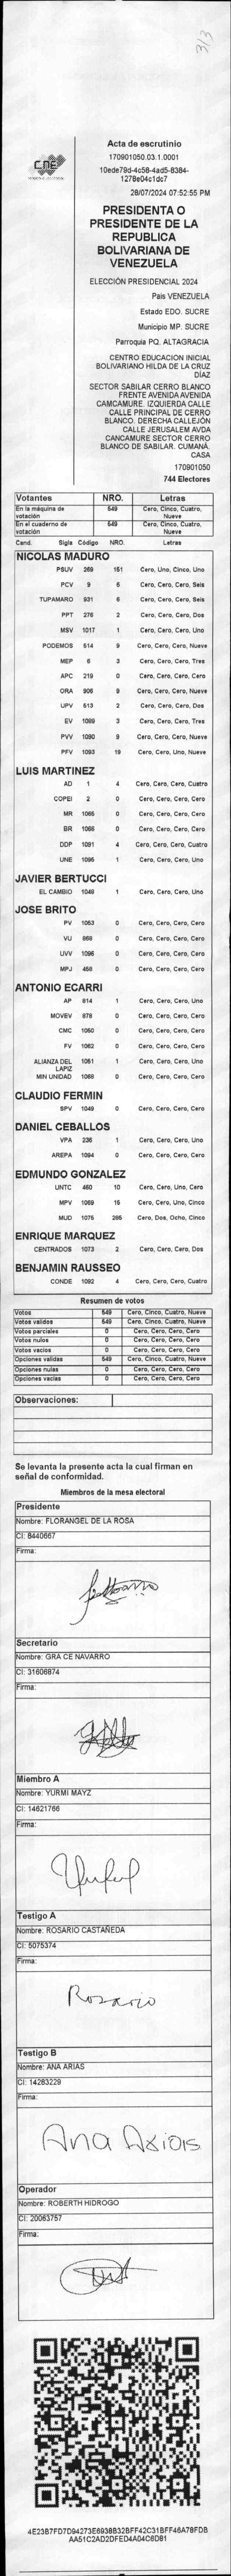 3/3
CNE
Acta de escrutinio
170901050.03.1.0001
10ede79d-4c58-4ad5-8384-
1278e04c1dc7
28/07/2024 07:52:55 PM
PRESIDENTA O
PRESIDENTE DE LA
REPUBLICA
BOLIVARIANA DE
VENEZUELA
ELECCIÓN PRESIDENCIAL 2024
País VENEZUELA
Estado EDO. SUCRE
Municipio MP. SUCRE
Parroquia PQ. ALTAGRACIA
CENTRO EDUCACION INICIAL
BOLIVARIANO HILDA DE LA CRUZ
DÍAZ
SECTOR SABILAR CERRO BLANCO
FRENTE AVENIDA AVENIDA
CAMCAMURE. IZQUIERDA CALLE
CALLE PRINCIPAL DE CERRO
BLANCO. DERECHA CALLEJÓN
CALLE JERUSALEM AVDA
CANCAMURE SECTOR CERRO
BLANCO DE SABILAR. CUMANÁ.
CASA
170901050
744 Electores
Votantes NRO. Letras
En la máquina de votación 549 Cero, Cinco, Cuatro, Nueve
En el cuaderno de votación 549 Cero, Cinco, Cuatro, Nueve
Cand. Sigla Código NRO. Letras
NICOLAS MADURO
PSUV 269 151 Cero, Uno, Cinco, Uno
PCV 9 6 Cero, Cero, Cero, Seis
TUPAMARO 931 6 Cero, Cero, Cero, Seis
PPT 276 2 Cero, Cero, Cero, Dos
MSV 1017 1 Cero, Cero, Cero, Uno
PODEMOS 514 9 Cero, Cero, Cero, Nueve
MEP 6 3 Cero, Cero, Cero, Tres
APC 219 0 Cero, Cero, Cero, Cero
ORA 906 9 Cero, Cero, Cero, Nueve
UPV 513 2 Cero, Cero, Cero, Dos
EV 1089 3 Cero, Cero, Cero, Tres
PVV 1090 9 Cero, Cero, Cero, Nueve
PFV 1093 19 Cero, Cero, Uno, Nueve
LUIS MARTINEZ
AD 1 4 Cero, Cero, Cero, Cuatro
COPEI 2 0 Cero, Cero, Cero, Cero
MR 1065 0 Cero, Cero, Cero, Cero
BR 1088 0 Cero, Cero, Cero, Cero
DDP 1091 4 Cero, Cero, Cero, Cuatro
UNE 1095 1 Cero, Cero, Cero, Uno
JAVIER BERTUCCI
EL CAMBIO 1048 1 Cero, Cero, Cero, Uno
JOSE BRITO
PV 1053 0 Cero, Cero, Cero, Cero
VU 868 0 Cero, Cero, Cero, Cero
UVV 1096 0 Cero, Cero, Cero, Cero
MPJ 458 0 Cero, Cero, Cero, Cero
ANTONIO ECARRI
AP 814 1 Cero, Cero, Cero, Uno
MOVEV 878 0 Cero, Cero, Cero, Cero
CMC 1050 0 Cero, Cero, Cero, Cero
FV 1062 0 Cero, Cero, Cero, Cero
ALIANZA DEL LAPIZ 1061 1 Cero, Cero, Cero, Uno
MIN UNIDAD 1068 0 Cero, Cero, Cero, Cero
CLAUDIO FERMIN
SPV 1049 0 Cero, Cero, Cero, Cero
DANIEL CEBALLOS
VPA 236 1 Cero, Cero, Cero, Uno
AREPA 1094 0 Cero, Cero, Cero, Cero
EDMUNDO GONZALEZ
UNTC 460 10 Cero, Cero, Uno, Cero
MPV 1069 15 Cero, Cero, Uno, Cinco
MUD 1075 285 Cero, Dos, Ocho, Cinco
ENRIQUE MARQUEZ
CENTRADOS 1073 2 Cero, Cero, Cero, Dos
BENJAMIN RAUSSEO
CONDE 1092 4 Cero, Cero, Cero, Cuatro
Resumen de votos
Votos 549 Cero, Cinco, Cuatro, Nueve
Votos validos 549 Cero, Cinco, Cuatro, Nueve
Votos parciales 0 Cero, Cero, Cero, Cero
Votos nulos 0 Cero, Cero, Cero, Cero
Votos vacios 0 Cero, Cero, Cero, Cero
Opciones validas 549 Cero, Cinco, Cuatro, Nueve
Opciones nulas 0 Cero, Cero, Cero, Cero
Opciones vacias 0 Cero, Cero, Cero, Cero
Observaciones:
Se levanta la presente acta la cual firman en
señal de conformidad.
Miembros de la mesa electoral
Presidente
Nombre: FLORANGEL DE LA ROSA
CI: 8440667
Firma:
Secretario
Nombre: GRA CE NAVARRO
CI: 31606874
Firma:
Miembro A
Nombre: YURMI MAYZ
CI: 14621766
Firma:
Testigo A
Nombre: ROSARIO CASTAÑEDA
CI: 5075374
Firma:
Rosario
Testigo B
Nombre: ANA ARIAS
CI: 14283229
Firma:
Ana Arias
Operador
Nombre: ROBERTH HIDROGO
CI: 20063757
Firma:
4E23B7FD7D94273E6938B32BFF42C31BFF46A78FDB
AA51C2AD2DFED4A04C6D81